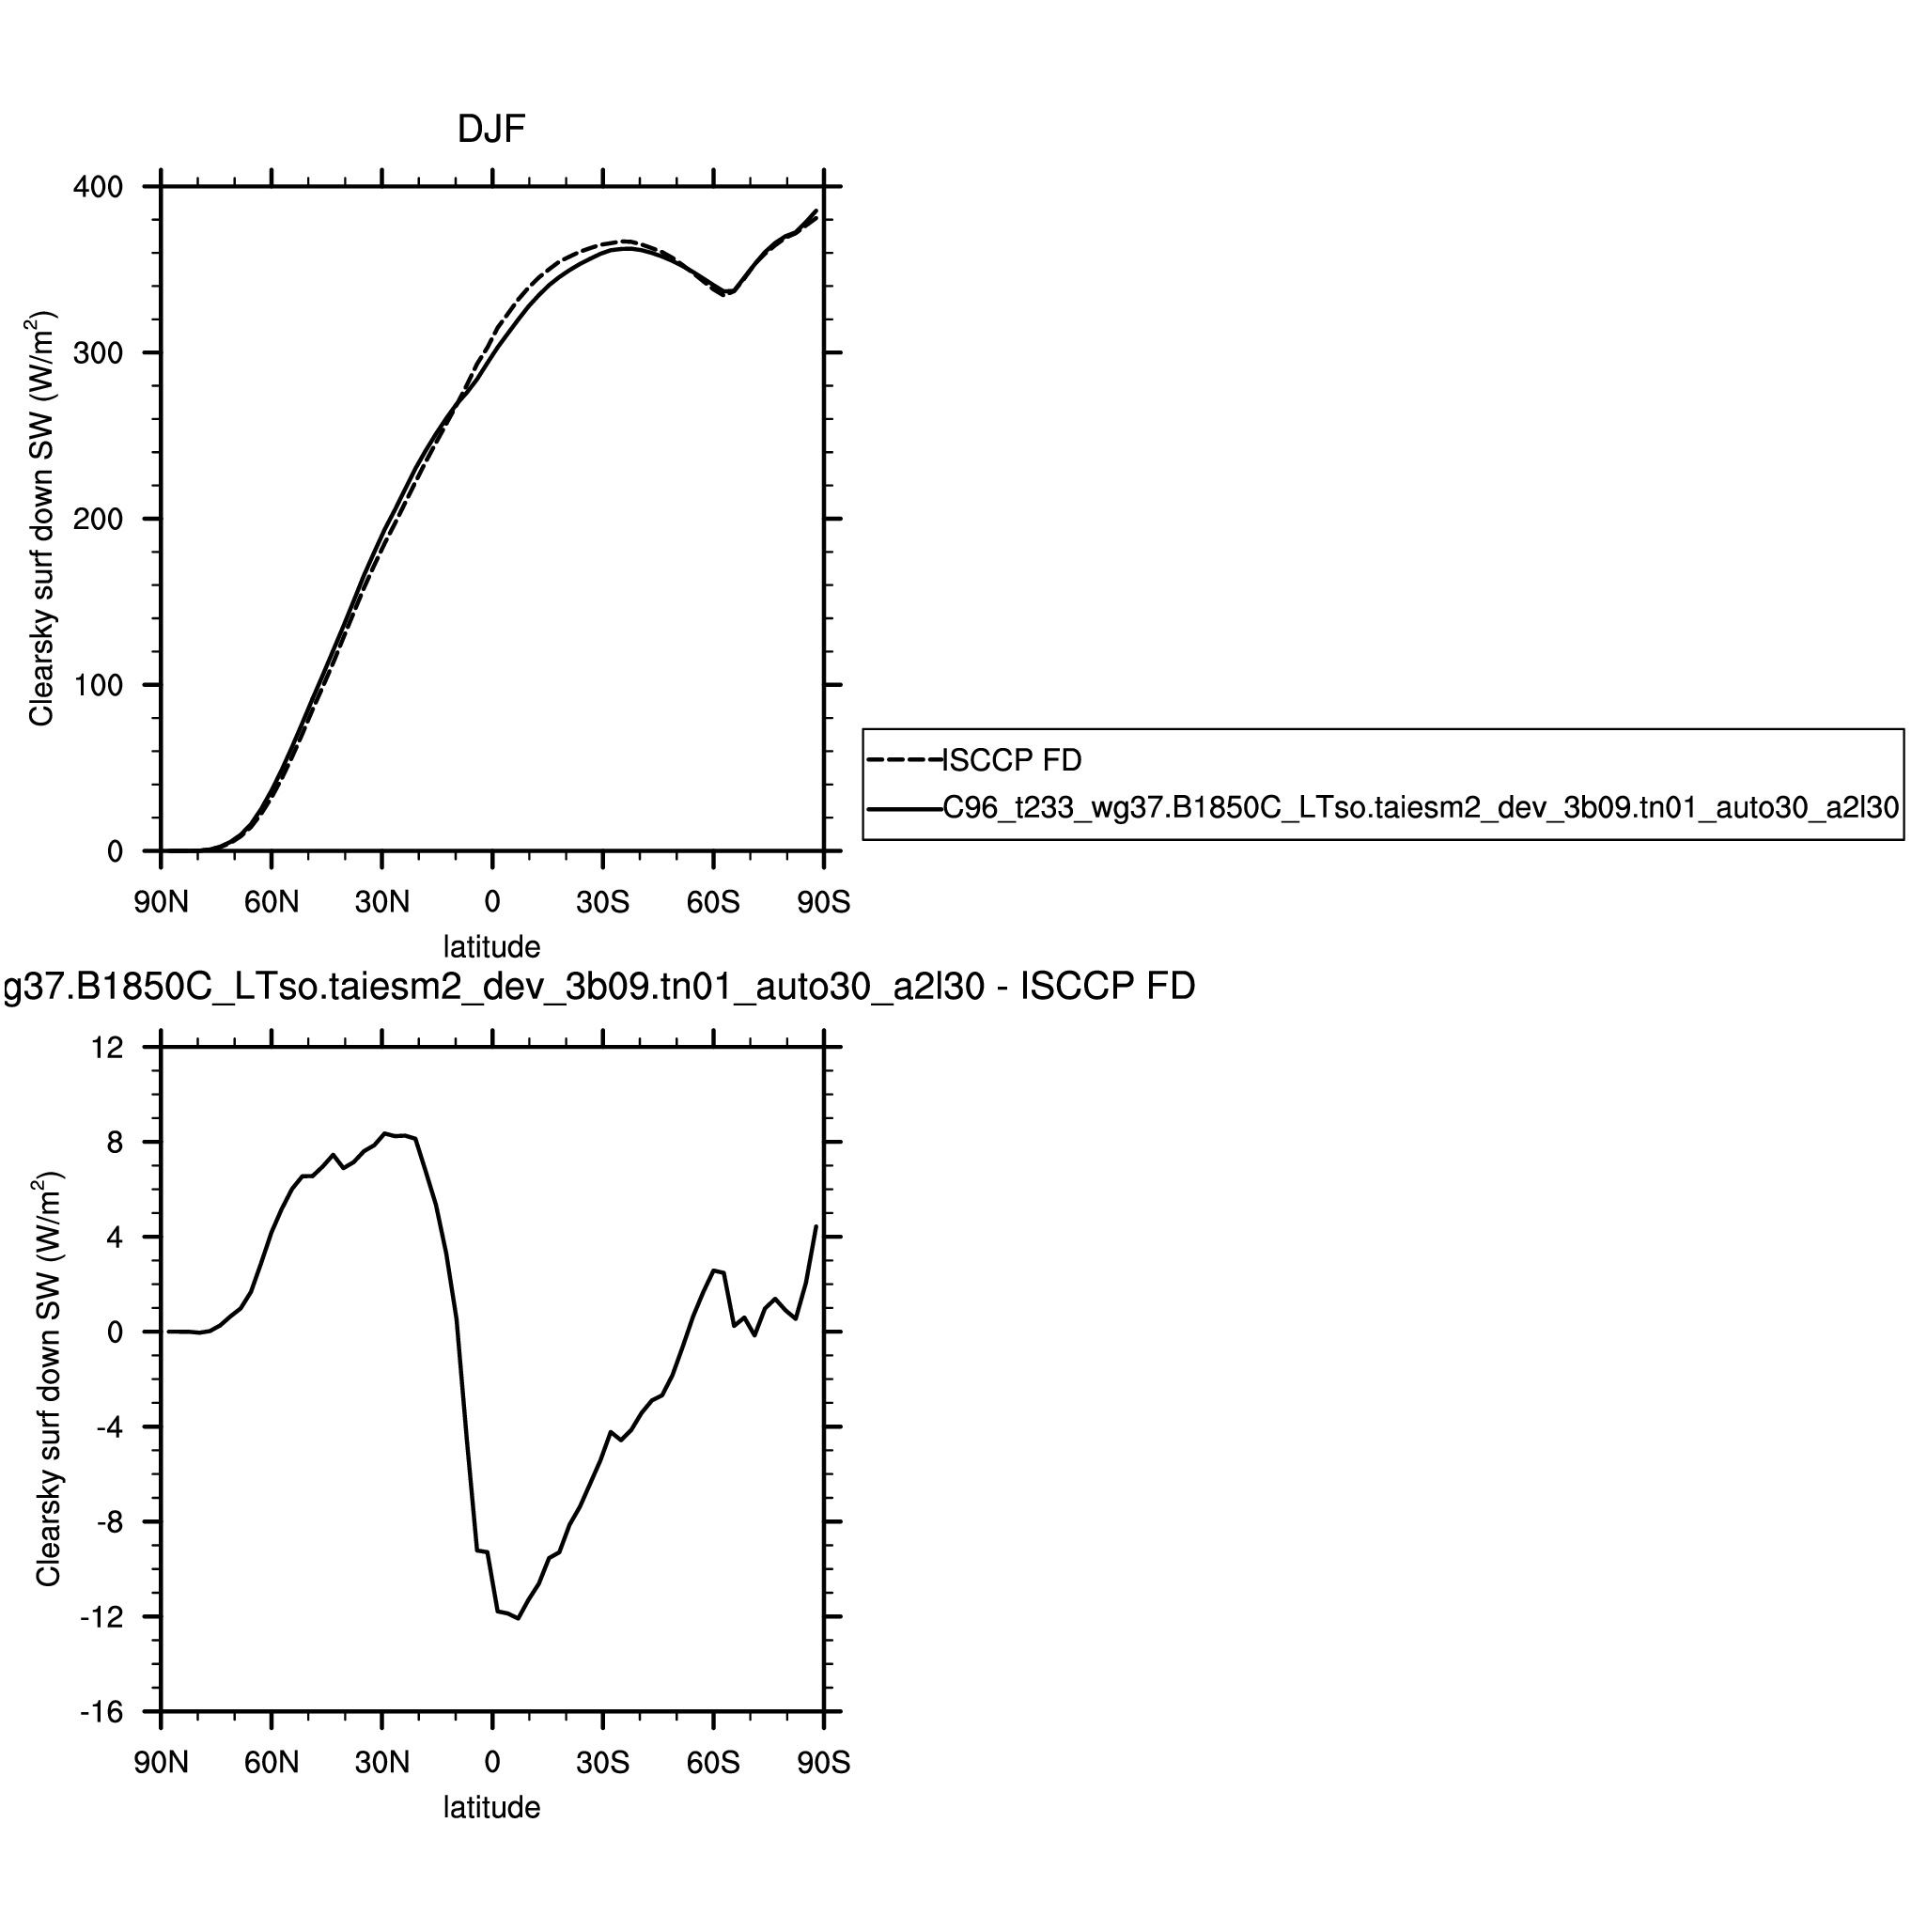 DJF
400
300
200
100
0
Clearsky surf down SW (W/m2)
90N 60N 30N 0 30S 60S 90S
latitude
ISCCP FD
C96_t233_wg37.B1850C_LTso.taiesm2_dev_3b09.tn01_auto30_a2l30
g37.B1850C_LTso.taiesm2_dev_3b09.tn01_auto30_a2l30 - ISCCP FD
12
8
4
0
-4
-8
-12
-16
Clearsky surf down SW (W/m2)
90N 60N 30N 0 30S 60S 90S
latitude